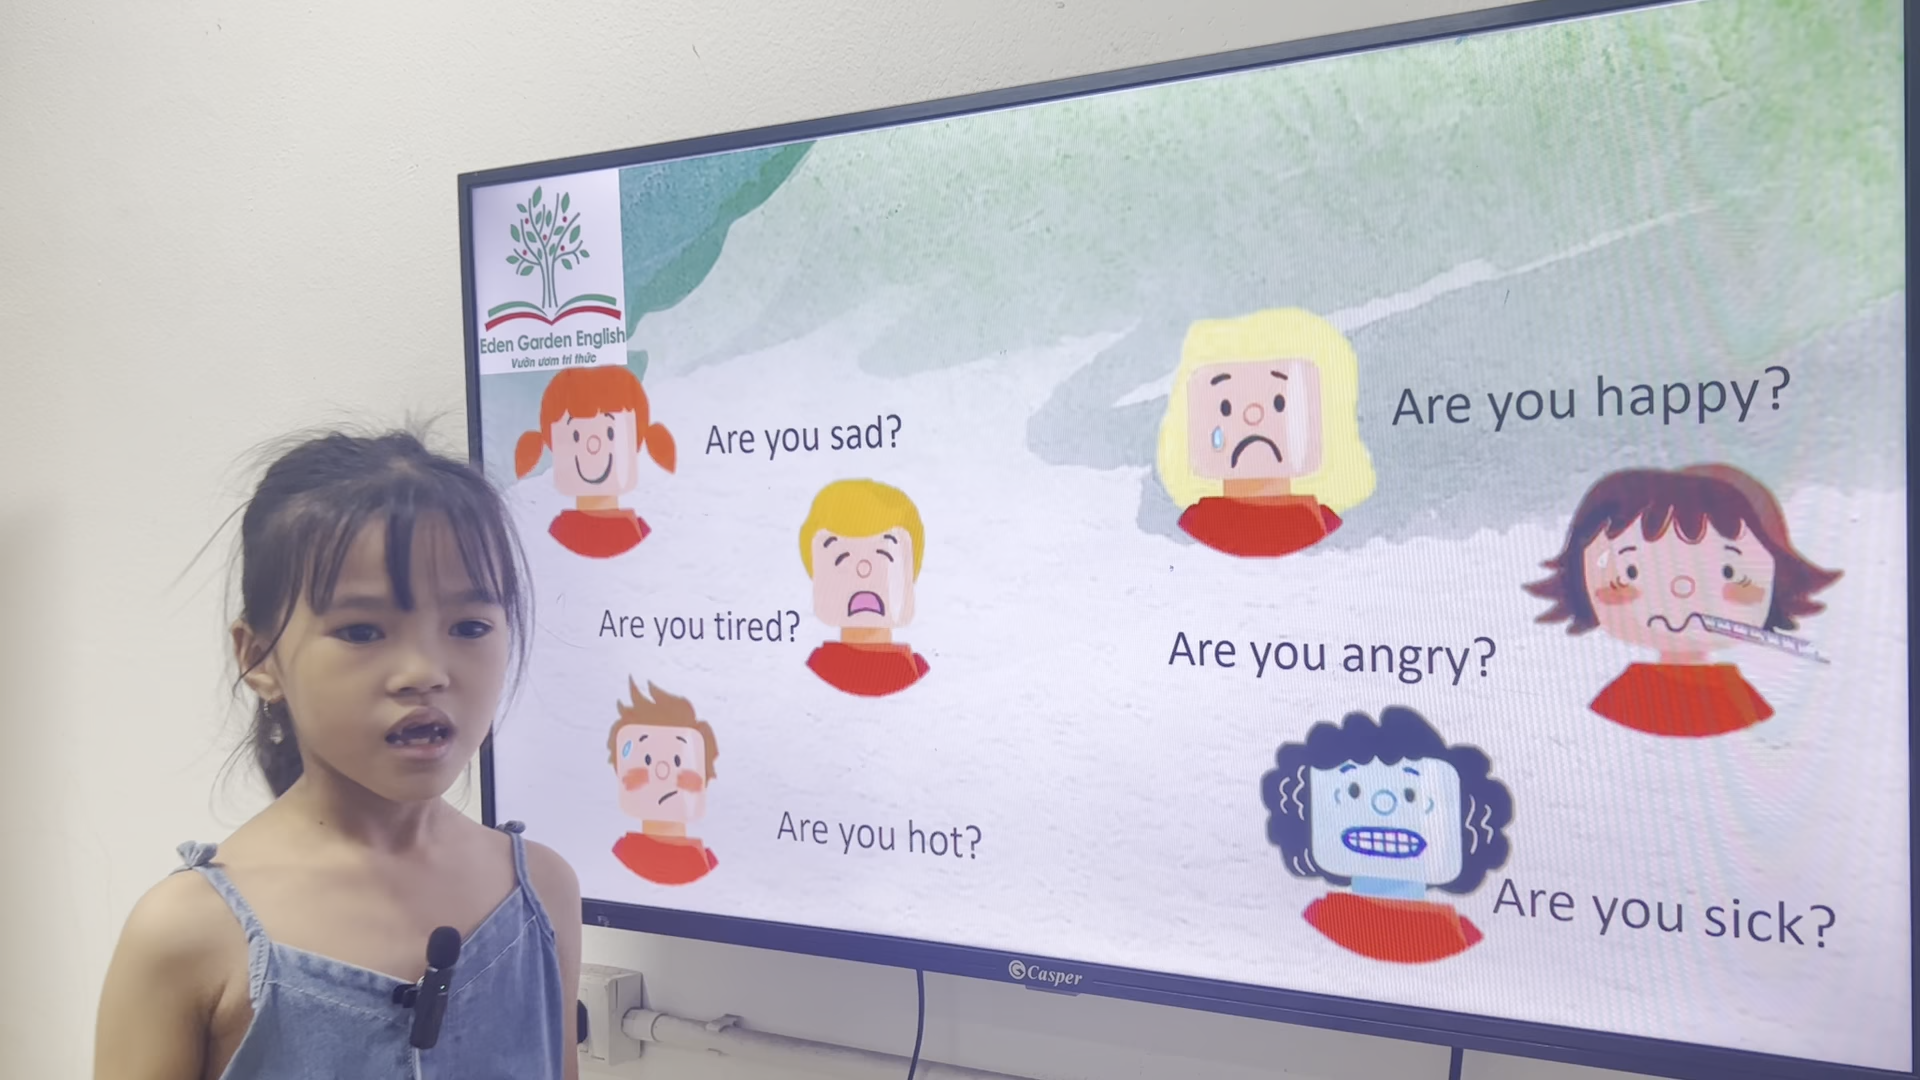 Eden Garden English
Vườn ươm tri thức
Are you sad?
Are you happy?
Are you tired?
Are you angry?
Are you hot?
Are you sick?
Casper